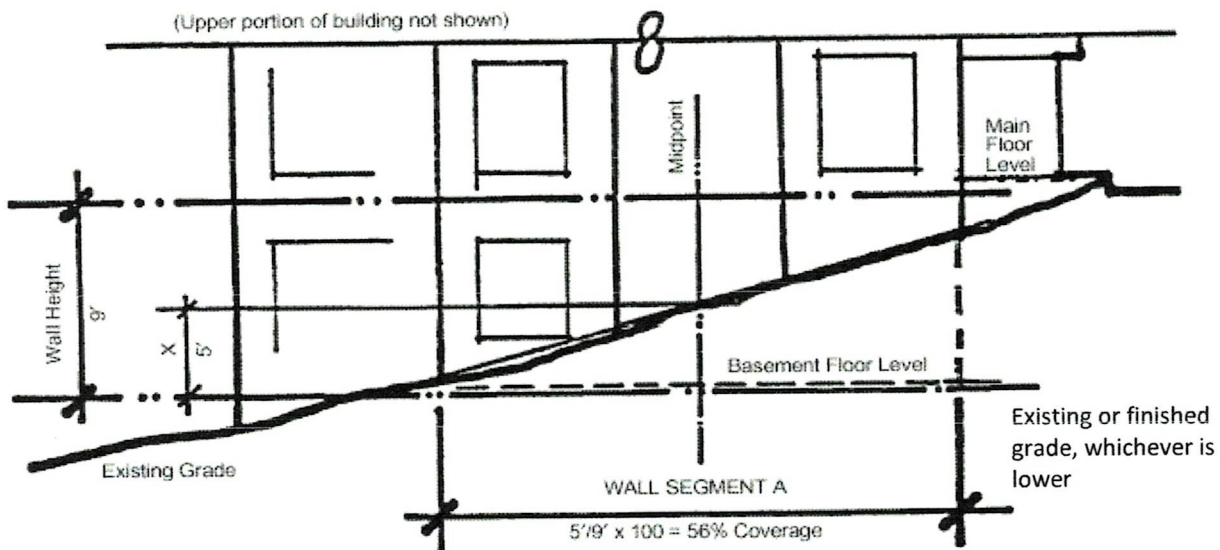 (Upper portion of building not shown)
8
Midpoint
Main
Floor
Level
Wall Height
9'
X
5'
Basement Floor Level
Existing or finished
grade, whichever is
lower
Existing Grade
WALL SEGMENT A
5'/9' x 100 = 56% Coverage